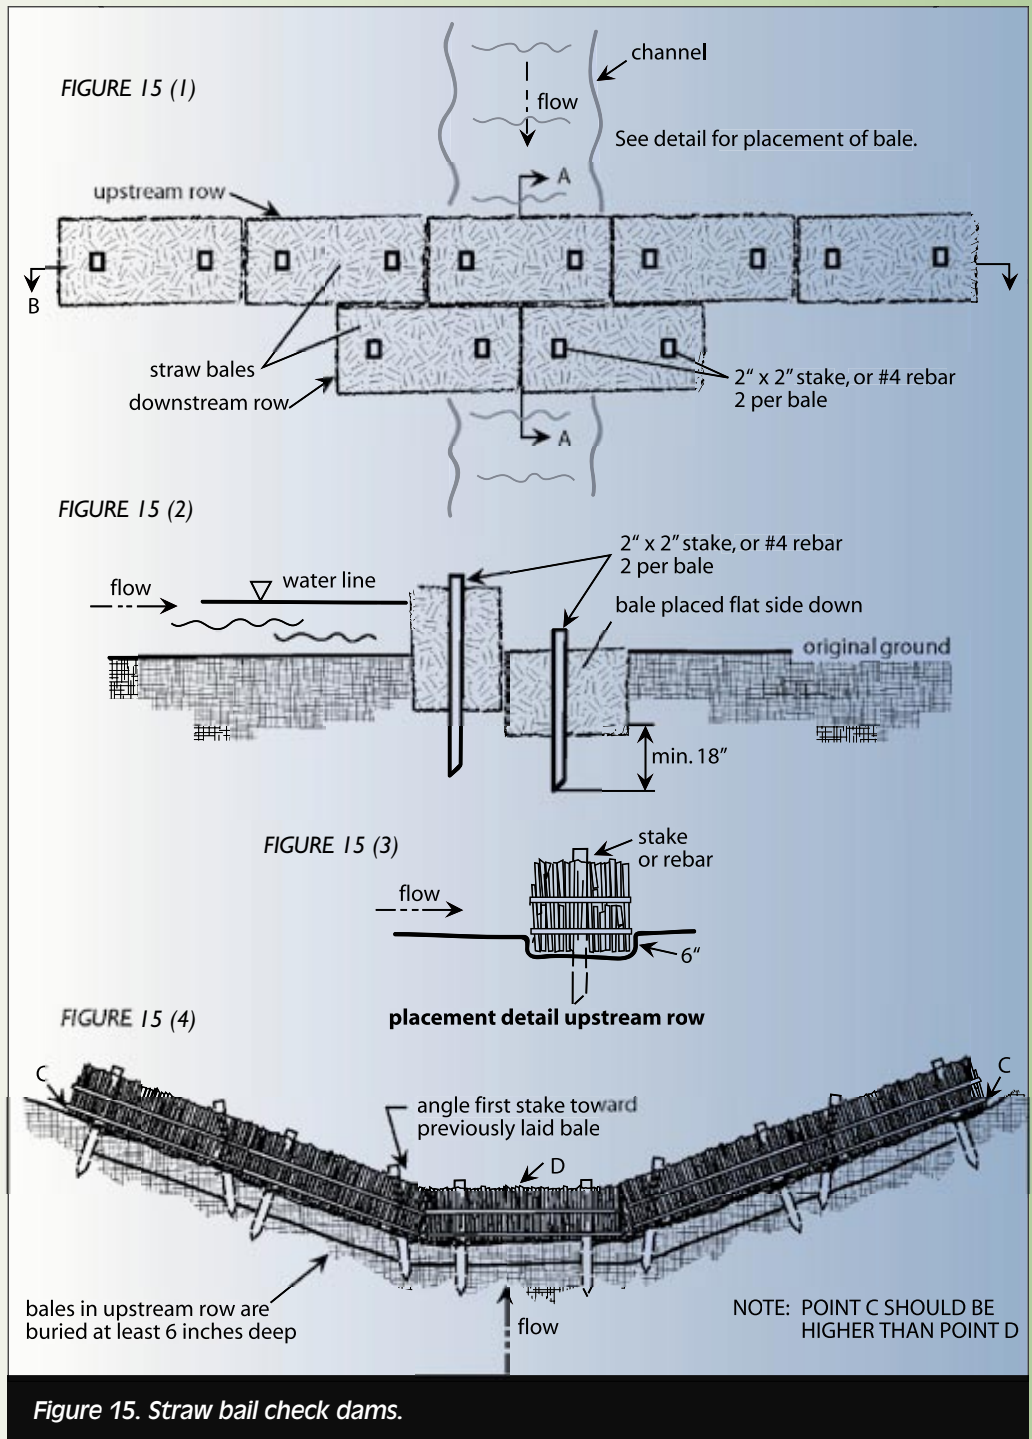 FIGURE 15 (1)
channel
flow
See detail for placement of bale.
A
upstream row
B
straw bales
downstream row
2" x 2" stake, or #4 rebar
2 per bale
A
FIGURE 15 (2)
2" x 2" stake, or #4 rebar
2 per bale
flow
water line
bale placed flat side down
original ground
min. 18"
FIGURE 15 (3)
stake
or rebar
flow
6"
placement detail upstream row
FIGURE 15 (4)
C
C
angle first stake toward
previously laid bale
D
bales in upstream row are
buried at least 6 inches deep
flow
NOTE: POINT C SHOULD BE
HIGHER THAN POINT D
Figure 15. Straw bail check dams.